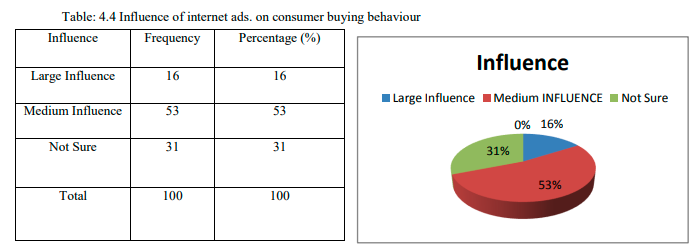 Table: 4.4 Influence of internet ads. on consumer buying behaviour
Influence Frequency Percentage (%)
Large Influence 16 16
Medium Influence 53 53
Not Sure 31 31
Total 100 100
Influence
Large Influence Medium INFLUENCE Not Sure
0% 16%
31%
53%